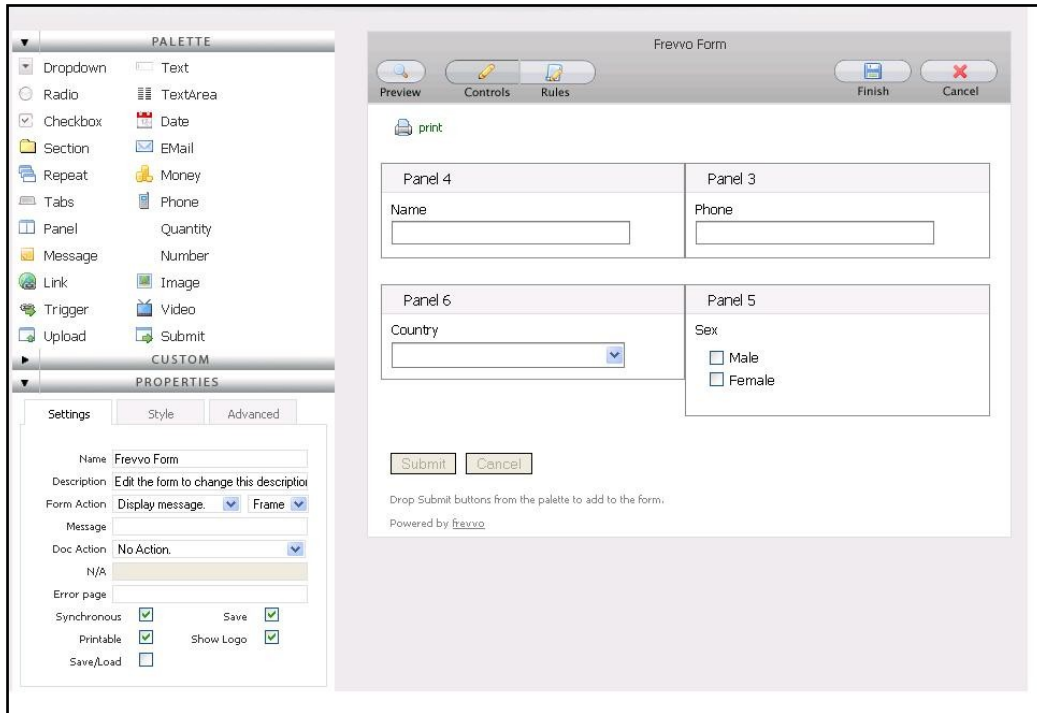 PALETTE
Dropdown Text
Radio TextArea
Checkbox Date
Section EMail
Repeat Money
Tabs Phone
Panel Quantity
Message Number
Link Image
Trigger Video
Upload Submit
CUSTOM
PROPERTIES
Settings Style Advanced
Name Frevvo Form
Description Edit the form to change this description
Form Action Display message. Frame
Message
Doc Action No Action.
N/A
Error page
Synchronous Save
Printable Show Logo
Save/Load
Frevvo Form
Preview Controls Rules Finish Cancel
print
Panel 4 Panel 3
Name Phone
Panel 6 Panel 5
Country Sex
Male
Female
Submit Cancel
Drop Submit buttons from the palette to add to the form.
Powered by frevvo